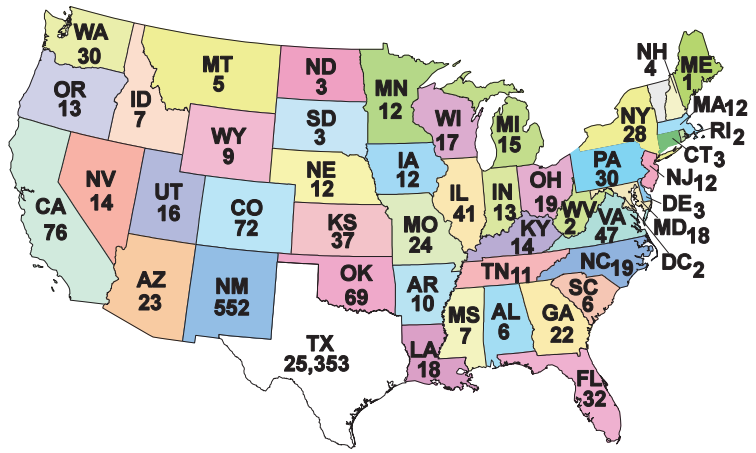 WA
30
OR
13
CA
76
ID
7
NV
14
MT
5
WY
9
UT
16
AZ
23
CO
72
NM
552
ND
3
SD
3
NE
12
KS
37
OK
69
TX
25,353
MN
12
IA
12
MO
24
AR
10
LA
18
WI
17
IL
41
MS
7
MI
15
IN
13
KY
14
TN11
AL
6
OH
19
WV
2
GA
22
FL
32
SC
6
NC19
VA
47
PA
30
NY
28
NH
4
ME
1
MA12
RI2
CT3
NJ12
DE3
MD18
DC2